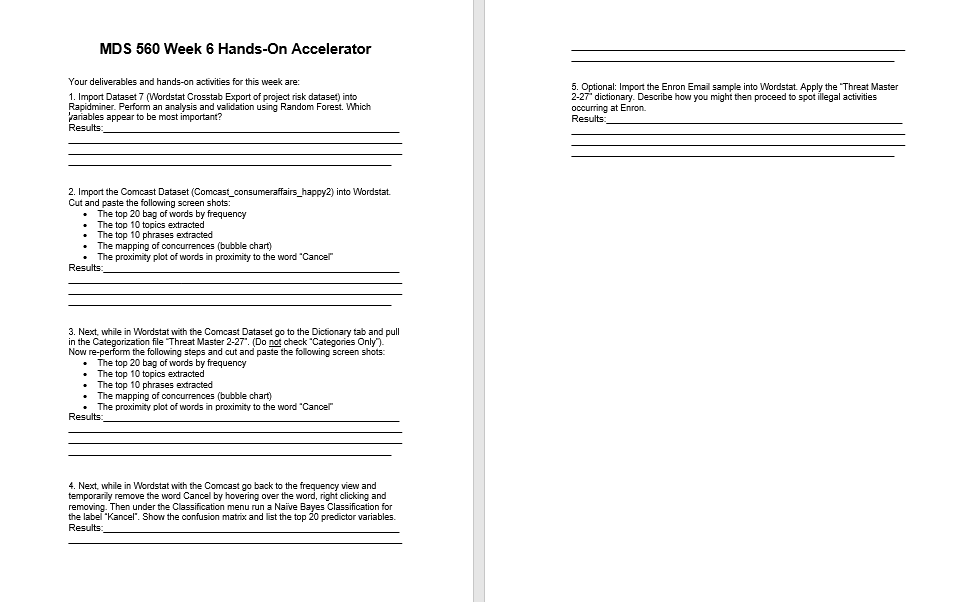 MDS 560 Week 6 Hands-On Accelerator
Your deliverables and hands-on activities for this week are:
1. Import Dataset 7 (Wordstat Crosstab Export of project risk dataset) into
Rapidminer. Perform an analysis and validation using Random Forest. Which
variables appear to be most important?
Results:
2. Import the Comcast Dataset (Comcast_consumeraffairs_happy2) into Wordstat.
Cut and paste the following screen shots:
• The top 20 bag of words by frequency
• The top 10 topics extracted
• The top 10 phrases extracted
• The mapping of concurrences (bubble chart)
• The proximity plot of words in proximity to the word “Cancel”
Results:
3. Next, while in Wordstat with the Comcast Dataset go to the Dictionary tab and pull
in the Categorization file “Threat Master 2-27”. (Do not check “Categories Only”).
Now re-perform the following steps and cut and paste the following screen shots:
• The top 20 bag of words by frequency
• The top 10 topics extracted
• The top 10 phrases extracted
• The mapping of concurrences (bubble chart)
• The proximity plot of words in proximity to the word “Cancel”
Results:
4. Next, while in Wordstat with the Comcast go back to the frequency view and
temporarily remove the word Cancel by hovering over the word, right clicking and
removing. Then under the Classification menu run a Naïve Bayes Classification for
the label “Kancel”. Show the confusion matrix and list the top 20 predictor variables.
Results:
5. Optional: Import the Enron Email sample into Wordstat. Apply the “Threat Master
2-27” dictionary. Describe how you might then proceed to spot illegal activities
occurring at Enron.
Results: